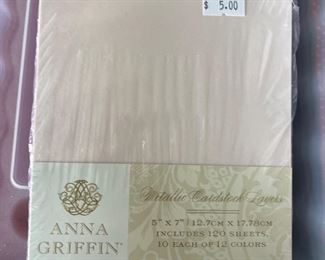 $ 5.00
ANNA
GRIFFIN
Metallic Cardstock Layers
5" x 7" / 12.7cm x 17.78cm
INCLUDES 120 SHEETS,
10 EACH OF 12 COLORS